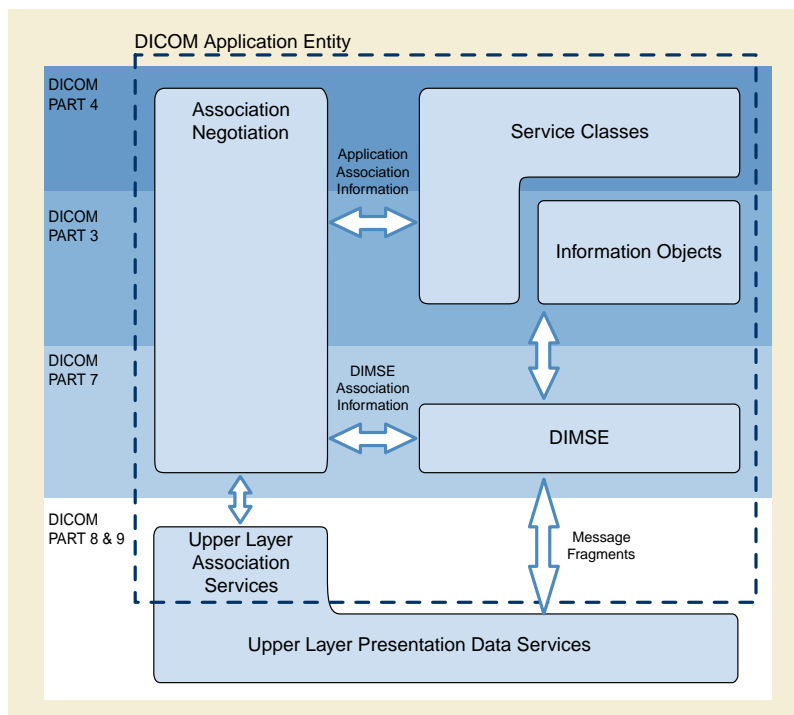 DICOM Application Entity
DICOM
PART 4
Association
Negotiation
Service Classes
Application
Association
Information
DICOM
PART 3
Information Objects
DICOM
PART 7
DIMSE
Association
Information
DIMSE
DICOM
PART 8 & 9
Upper Layer
Association
Services
Message
Fragments
Upper Layer Presentation Data Services